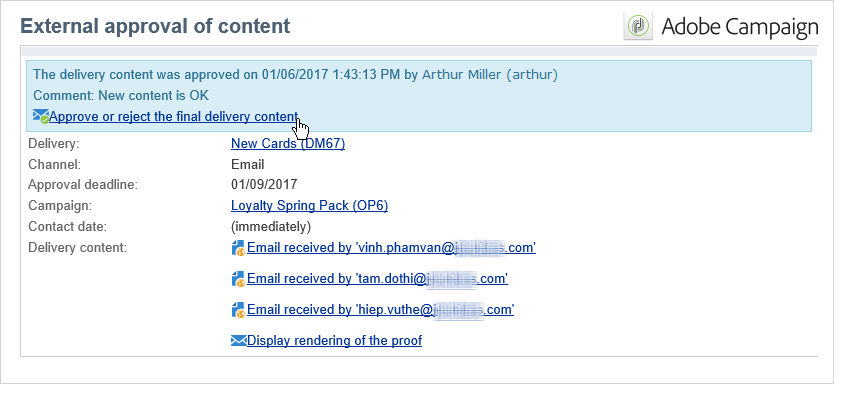 External approval of content
Adobe Campaign
The delivery content was approved on 01/06/2017 1:43:13 PM by Arthur Miller (arthur)
Comment: New content is OK
Approve or reject the final delivery content
Delivery: New Cards (DM67)
Channel: Email
Approval deadline: 01/09/2017
Campaign: Loyalty Spring Pack (OP6)
Contact date: (immediately)
Delivery content: Email received by 'vinh.phamvan@ .com'
Email received by 'tam.dothi@ .com'
Email received by 'hiep.vuthe@ .com'
Display rendering of the proof